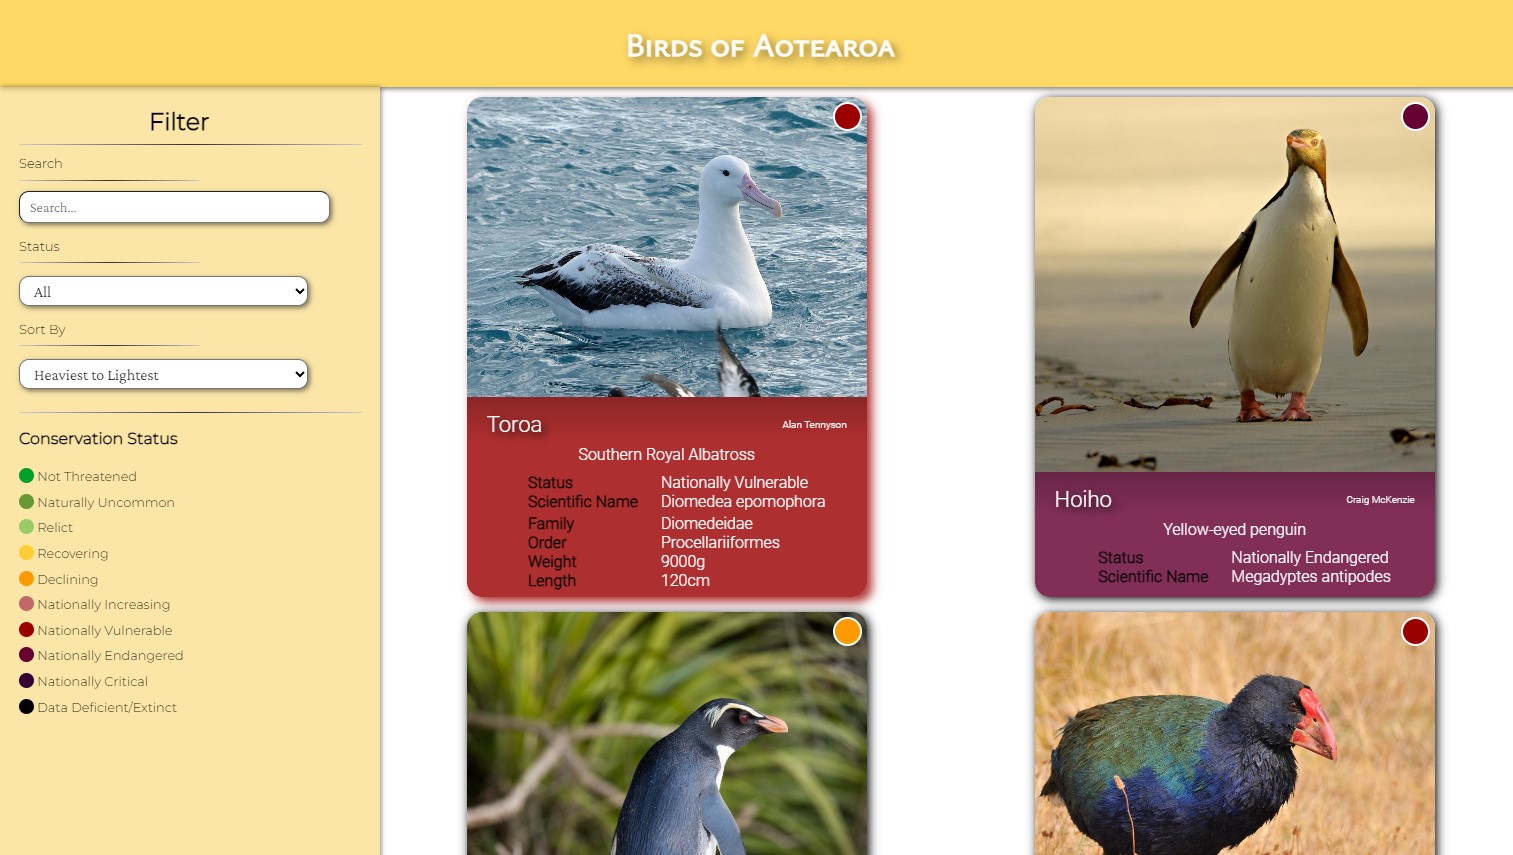 Birds of Aotearoa
Filter
Search
Search...
Status
All
Sort By
Heaviest to Lightest
Conservation Status
Not Threatened
Naturally Uncommon
Relict
Recovering
Declining
Nationally Increasing
Nationally Vulnerable
Nationally Endangered
Nationally Critical
Data Deficient/Extinct
Toroa Alan Tennyson
Southern Royal Albatross
Status Nationally Vulnerable
Scientific Name Diomedea epomophora
Family Diomedeidae
Order Procellariiformes
Weight 9000g
Length 120cm
Hoiho Craig McKenzie
Yellow-eyed penguin
Status Nationally Endangered
Scientific Name Megadyptes antipodes